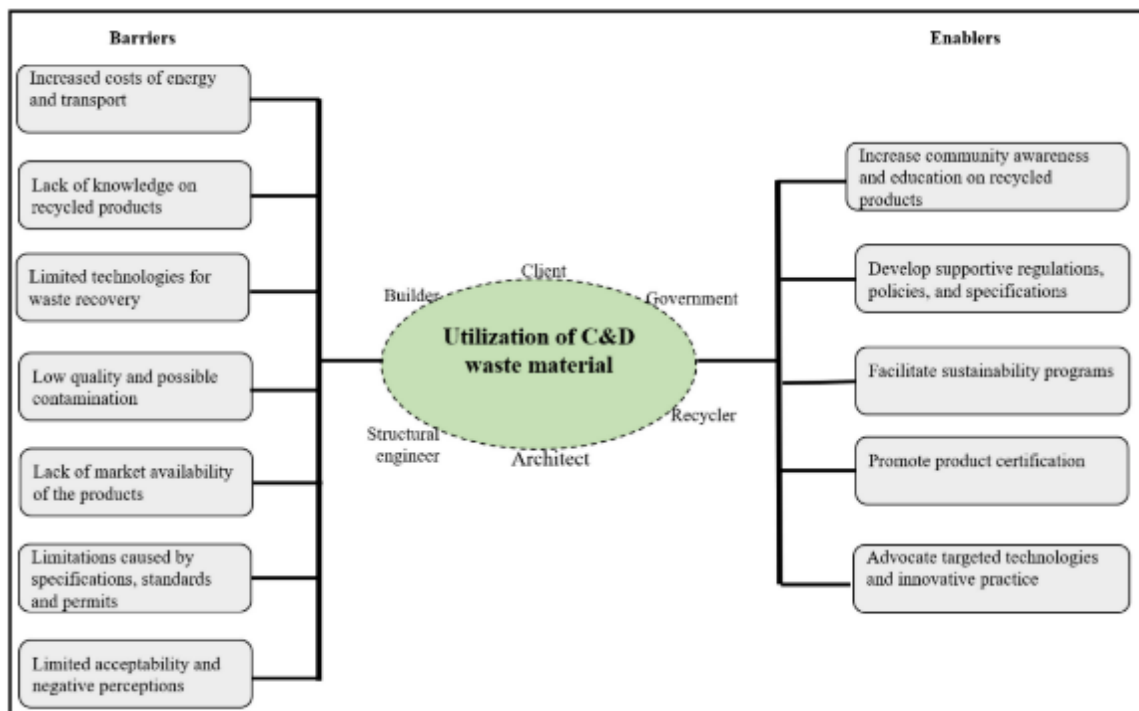 Barriers
Increased costs of energy
and transport
Lack of knowledge on
recycled products
Limited technologies for
waste recovery
Low quality and possible
contamination
Lack of market availability
of the products
Limitations caused by
specifications, standards
and permits
Limited acceptability and
negative perceptions
Client
Builder
Government
Utilization of C&D
waste material
Structural
engineer
Recycler
Architect
Enablers
Increase community awareness
and education on recycled
products
Develop supportive regulations,
policies, and specifications
Facilitate sustainability programs
Promote product certification
Advocate targeted technologies
and innovative practice